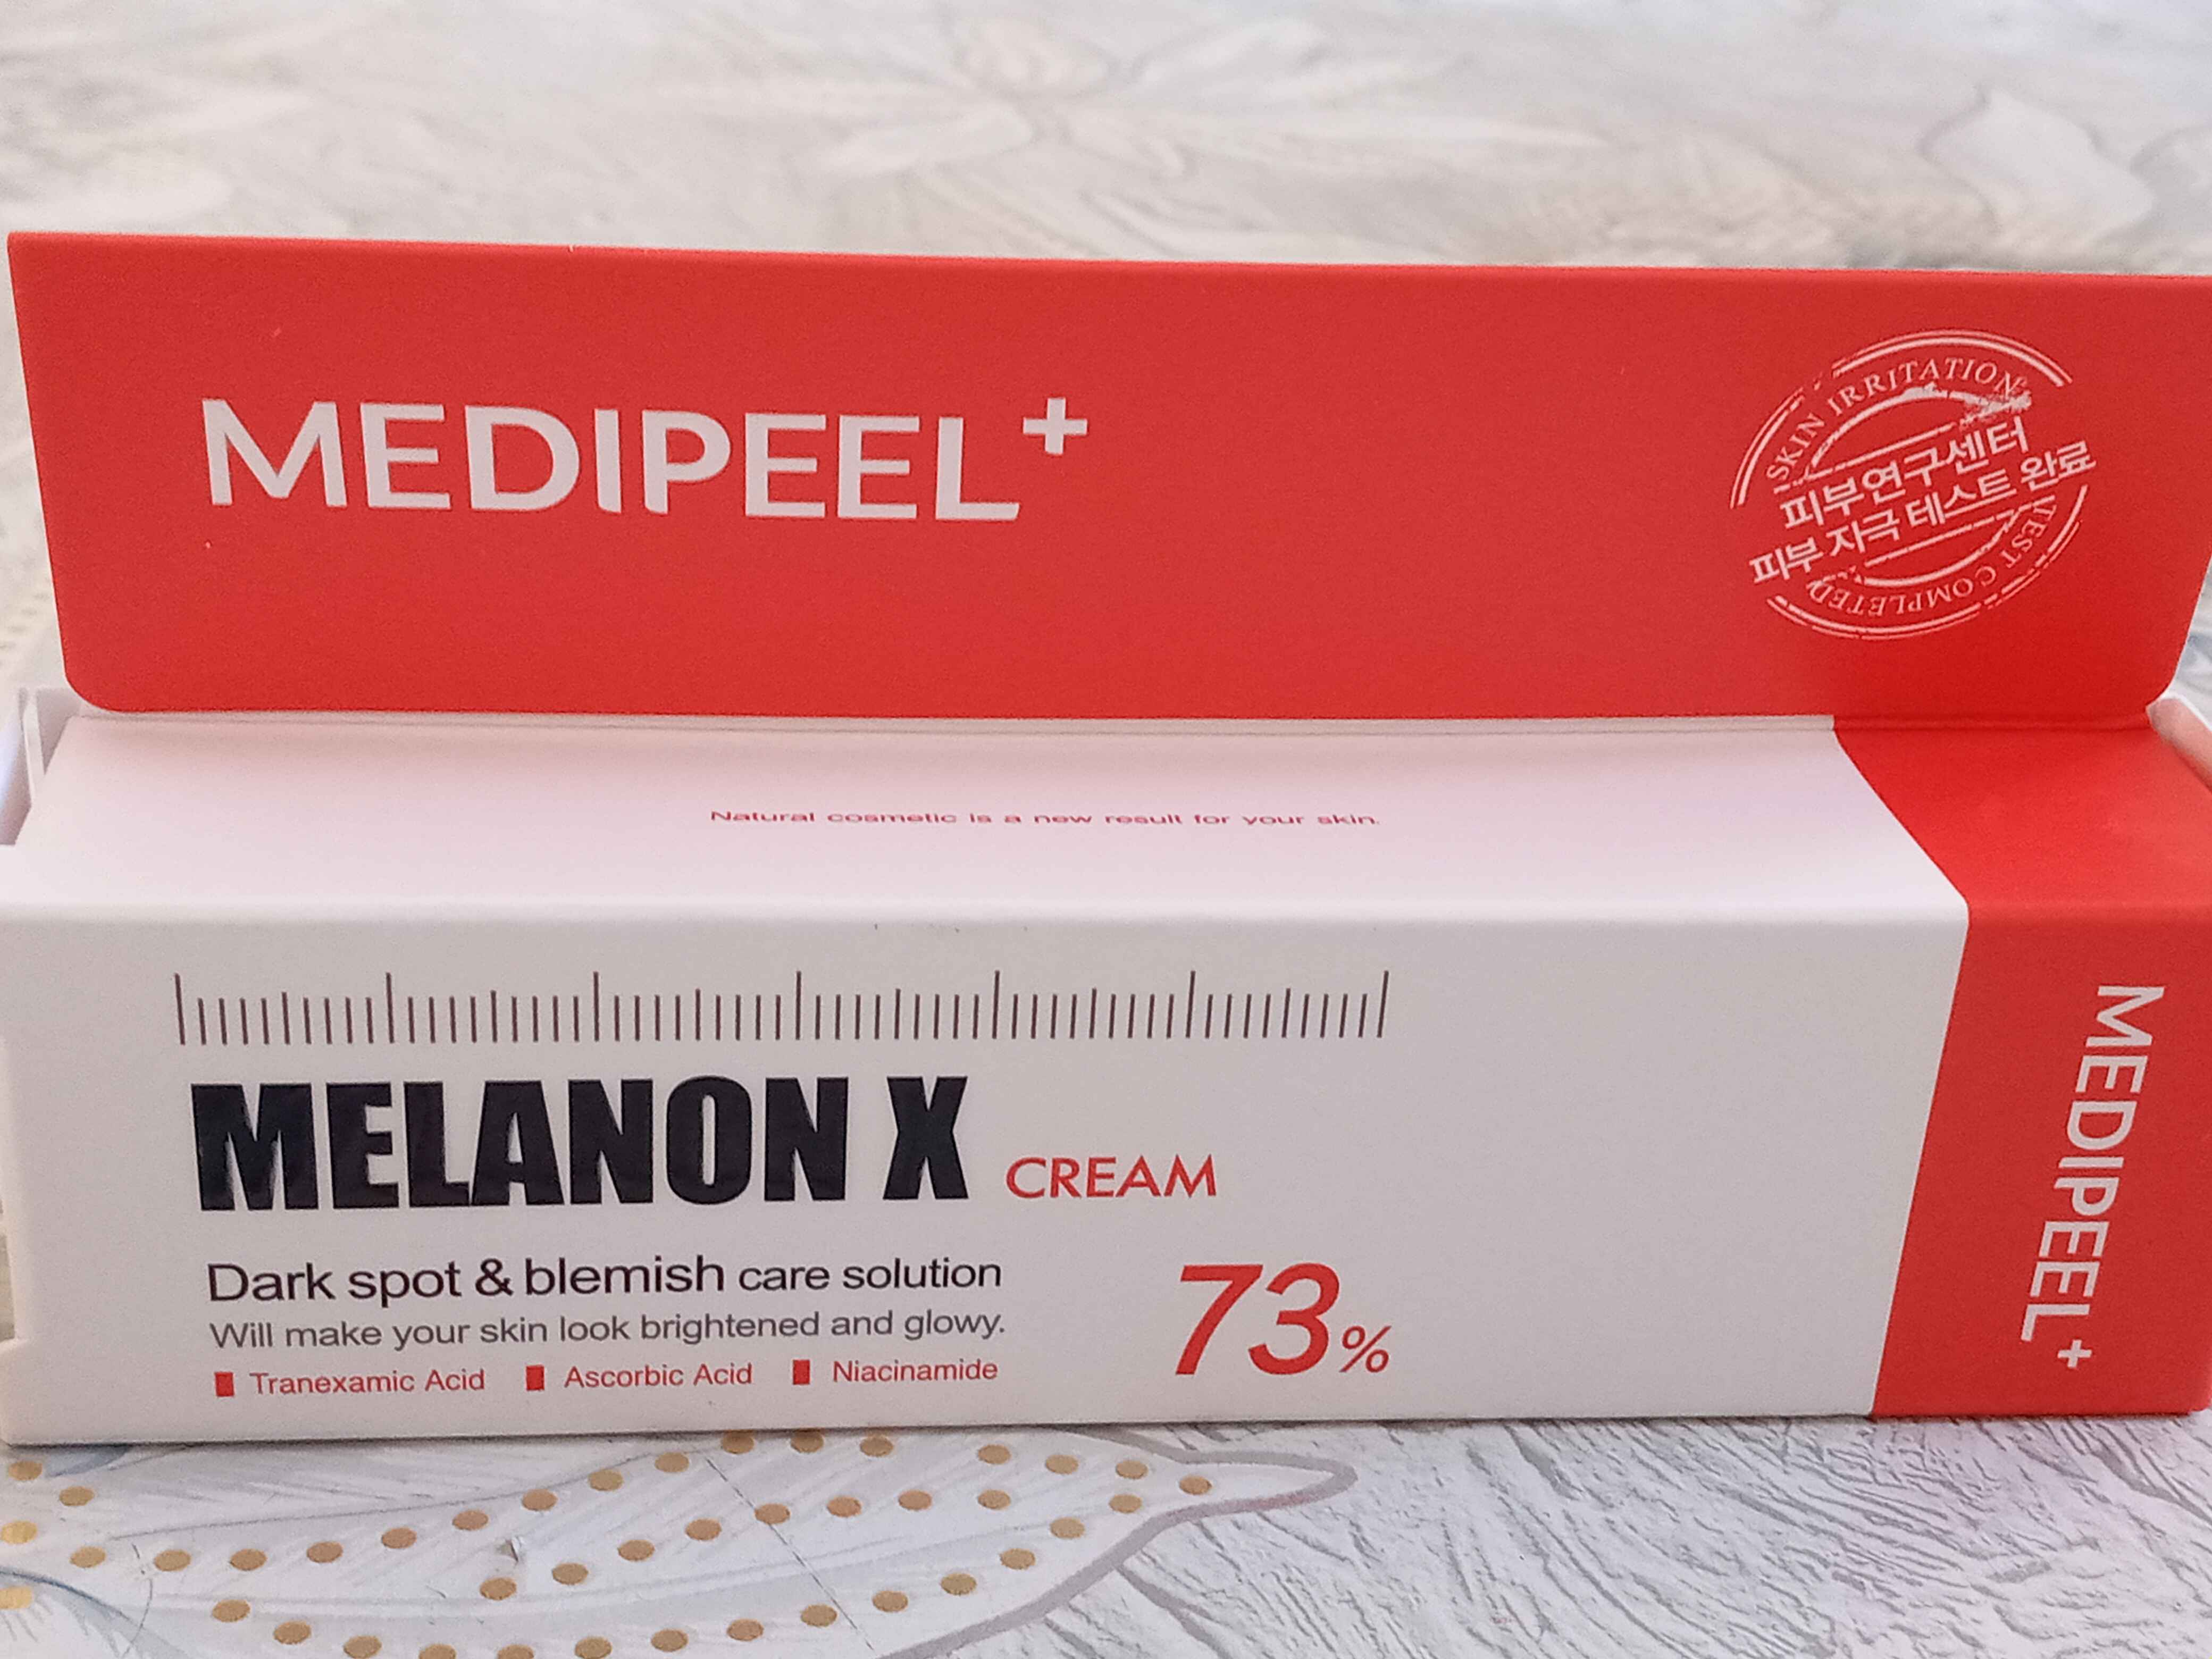 MEDIPEEL+
SKIN IRRITATION
피부연구센터
피부 자극 테스트 완료
TEST COMPLETED
Natural cosmetic is a new result for your skin.
MELANON X CREAM
Dark spot & blemish care solution
Will make your skin look brightened and glowy.
Tranexamic Acid Ascorbic Acid Niacinamide
73%
MEDIPEEL+